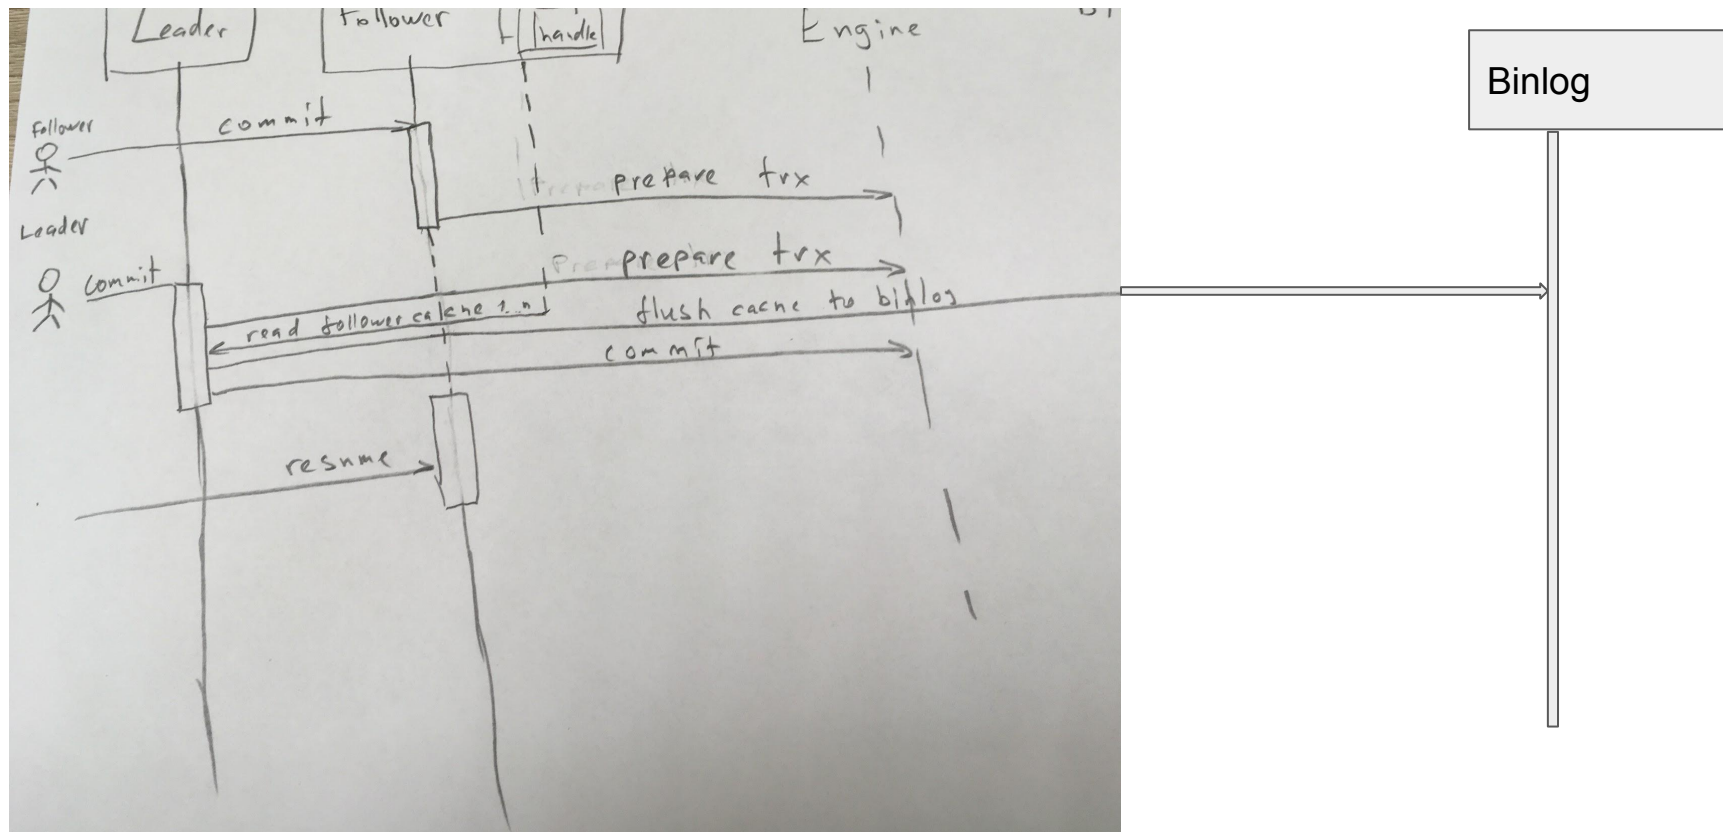 Leader
Follower
handle
Engine
Binlog
Follower
commit
prepare trx
Leader
commit
prepare trx
read follower cache 1..n
flush cache to binlog
commit
resume